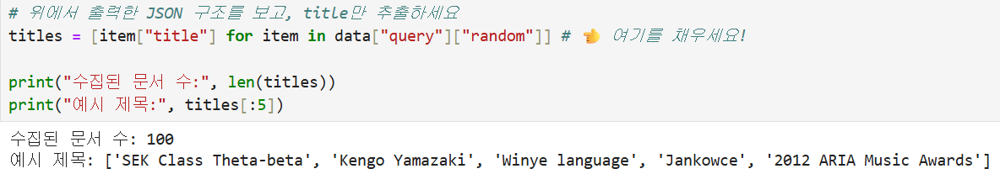 # 위에서 출력한 JSON 구조를 보고, title만 추출하세요
titles = [item["title"] for item in data["query"]["random"]] # 👈 여기를 채우세요!
print("수집된 문서 수:", len(titles))
print("예시 제목:", titles[:5])
수집된 문서 수: 100
예시 제목: ['SEK Class Theta-beta', 'Kengo Yamazaki', 'Winye language', 'Jankowce', '2012 ARIA Music Awards']